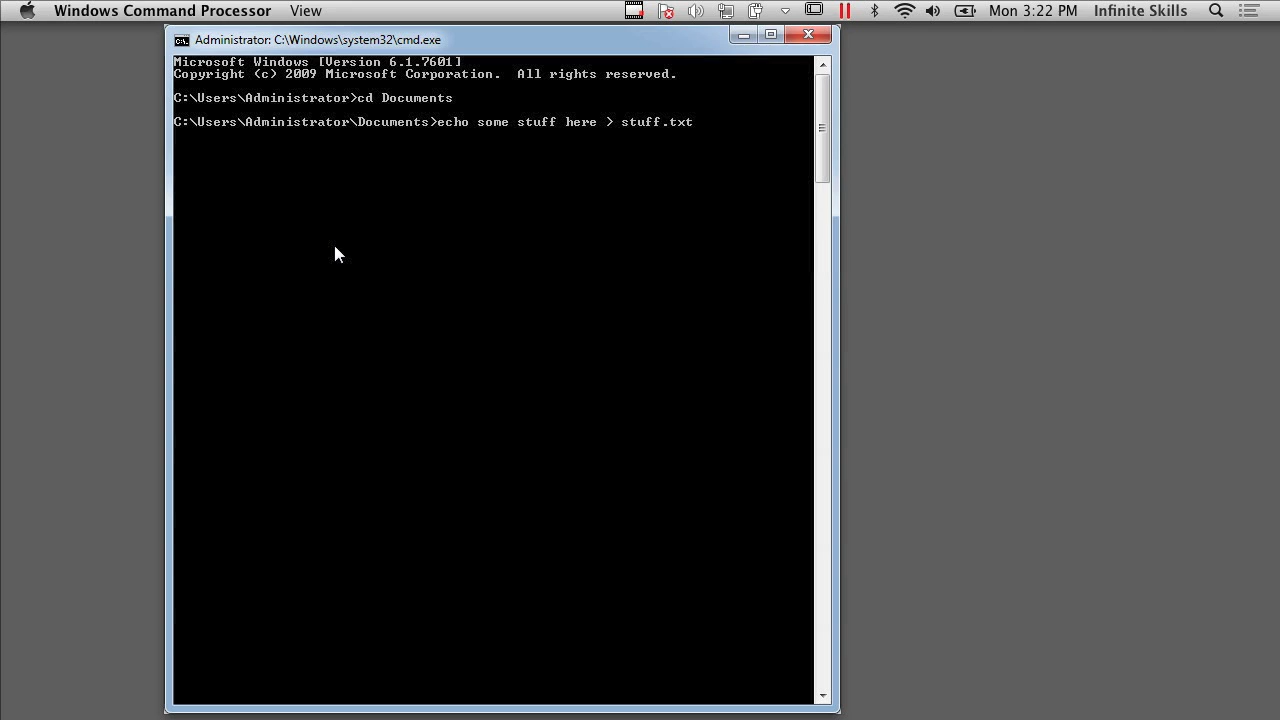 Windows Command Processor View Mon 3:22 PM Infinite Skills
Administrator: C:\Windows\system32\cmd.exe
Microsoft Windows [Version 6.1.7601]
Copyright (c) 2009 Microsoft Corporation.  All rights reserved.
C:\Users\Administrator>cd Documents
C:\Users\Administrator\Documents>echo some stuff here > stuff.txt